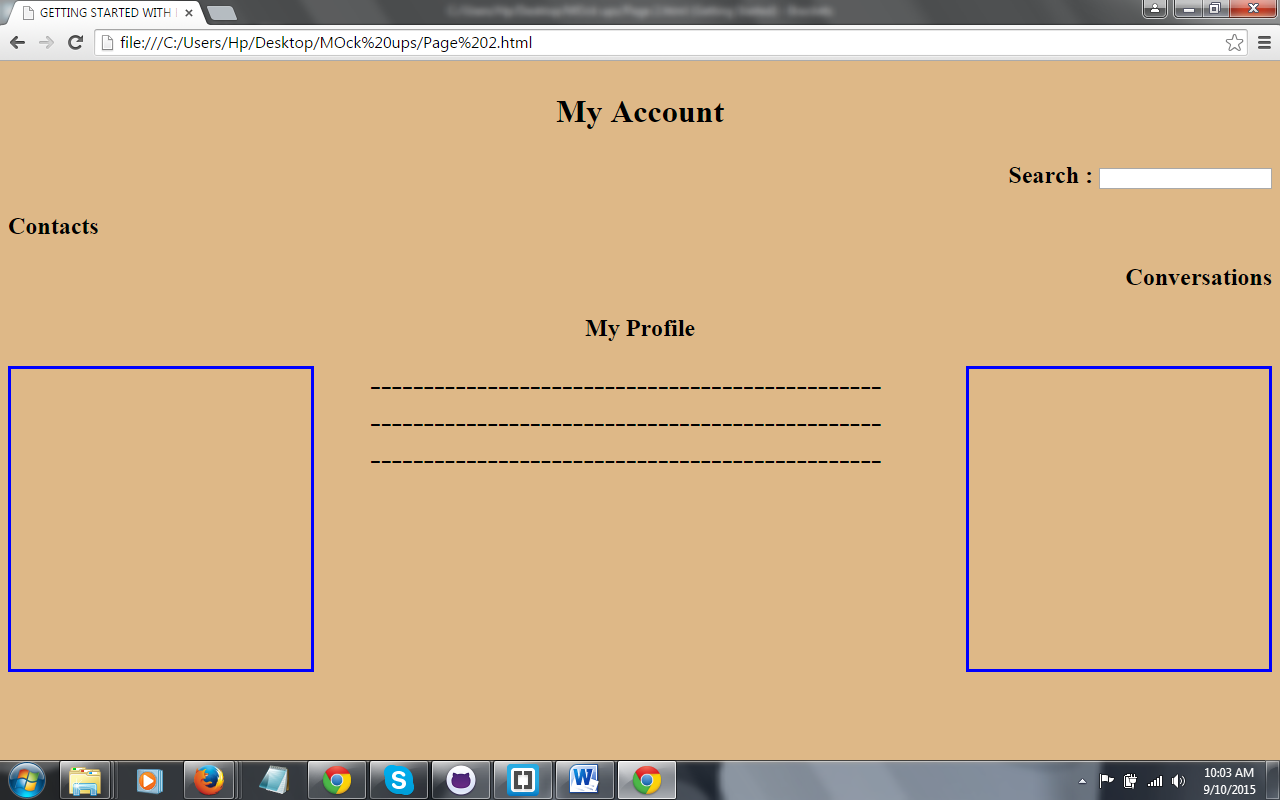 GETTING STARTED WITH
file:///C:/Users/Hp/Desktop/MOck%20ups/Page%202.html
My Account
Search :
Contacts
Conversations
My Profile
------------------------------------------------
------------------------------------------------
------------------------------------------------
10:03 AM
9/10/2015